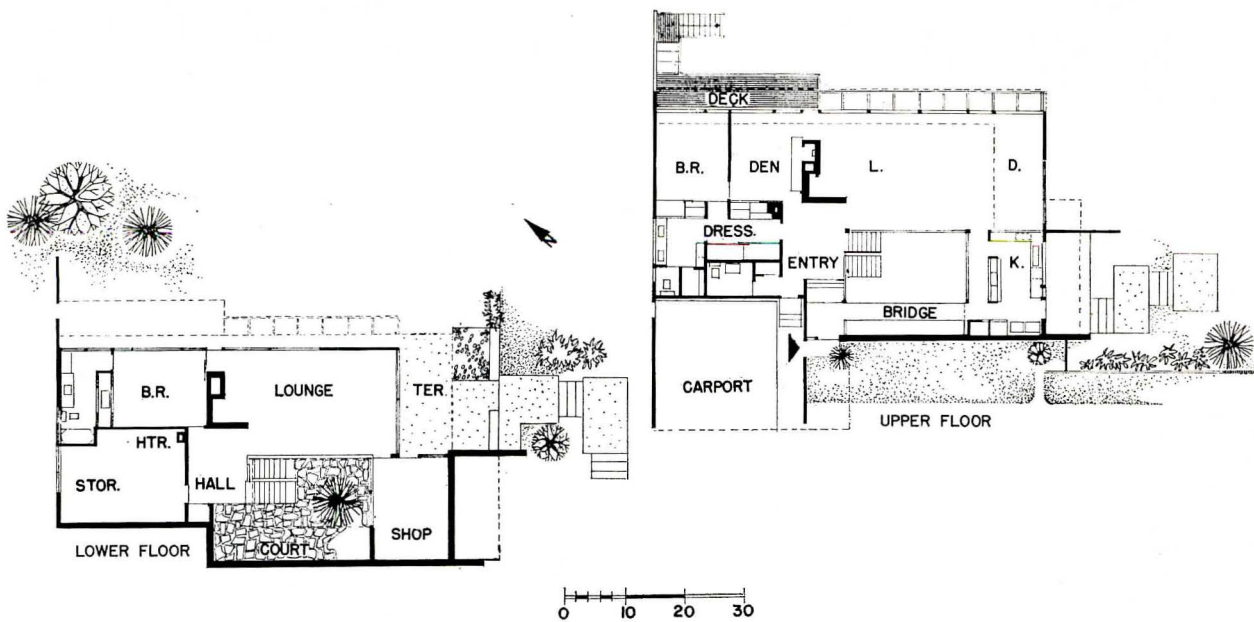 DECK
B.R.
DEN
L.
D.
DRESS.
ENTRY
K.
BRIDGE
CARPORT
UPPER FLOOR
N
B.R.
LOUNGE
TER.
HTR.
STOR.
HALL
SHOP
COURT
LOWER FLOOR
0 10 20 30